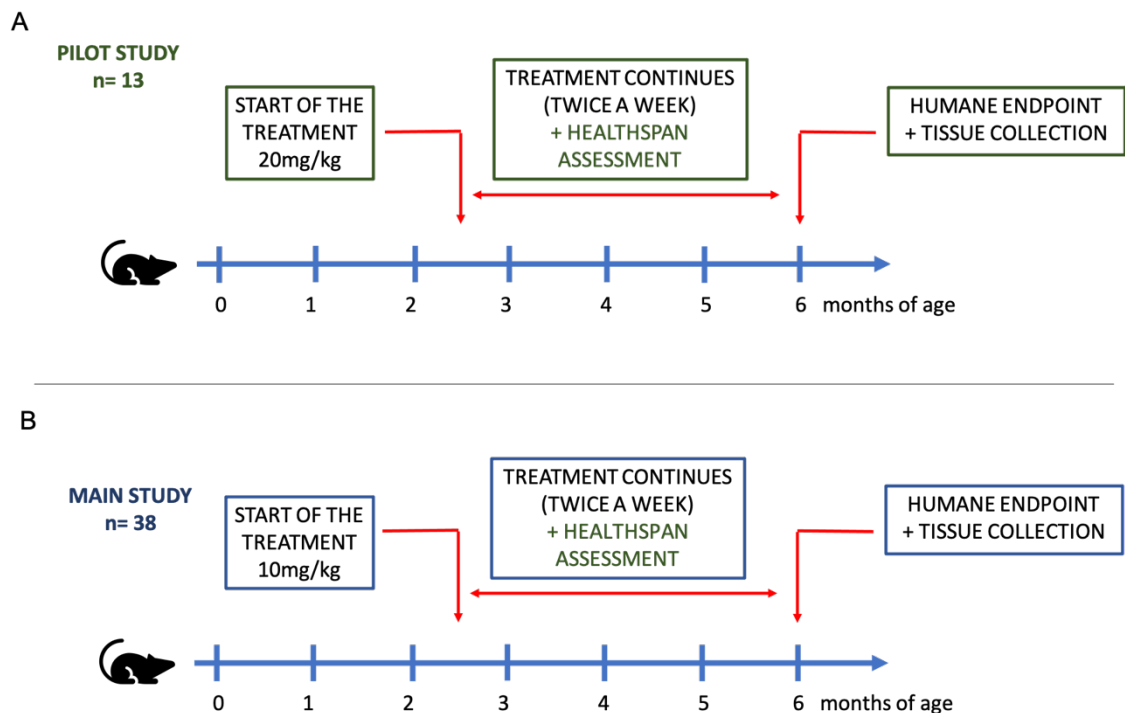 A
PILOT STUDY
n= 13
START OF THE
TREATMENT
20mg/kg
TREATMENT CONTINUES
(TWICE A WEEK)
+ HEALTHSPAN
ASSESSMENT
HUMANE ENDPOINT
+ TISSUE COLLECTION
0 1 2 3 4 5 6 months of age
B
MAIN STUDY
n= 38
START OF THE
TREATMENT
10mg/kg
TREATMENT CONTINUES
(TWICE A WEEK)
+ HEALTHSPAN
ASSESSMENT
HUMANE ENDPOINT
+ TISSUE COLLECTION
0 1 2 3 4 5 6 months of age